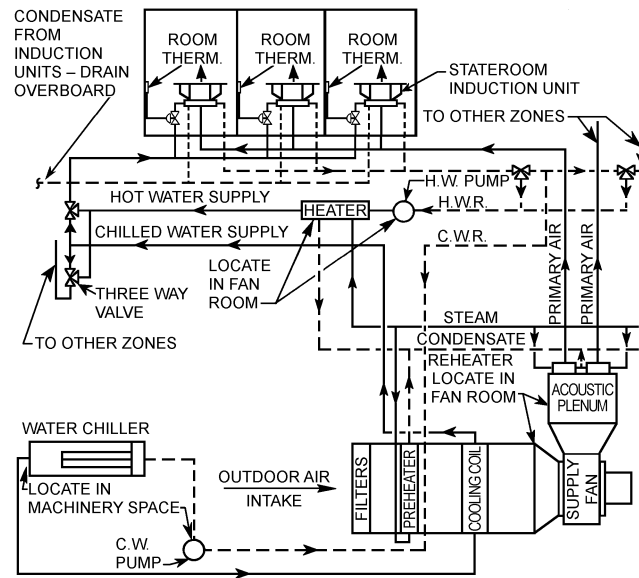 CONDENSATE
FROM
INDUCTION
UNITS – DRAIN
OVERBOARD
ROOM
THERM.
ROOM
THERM.
ROOM
THERM.
STATEROOM
INDUCTION UNIT
TO OTHER ZONES
HOT WATER SUPPLY
HEATER
H.W. PUMP
H.W.R.
CHILLED WATER SUPPLY
C.W.R.
LOCATE
IN FAN
ROOM
THREE WAY
VALVE
TO OTHER ZONES
PRIMARY AIR
PRIMARY AIR
STEAM
CONDENSATE
REHEATER
LOCATE IN
FAN ROOM
ACOUSTIC
PLENUM
WATER CHILLER
LOCATE IN
MACHINERY SPACE
C.W.
PUMP
OUTDOOR AIR
INTAKE
FILTERS
PREHEATER
COOLING COIL
SUPPLY
FAN